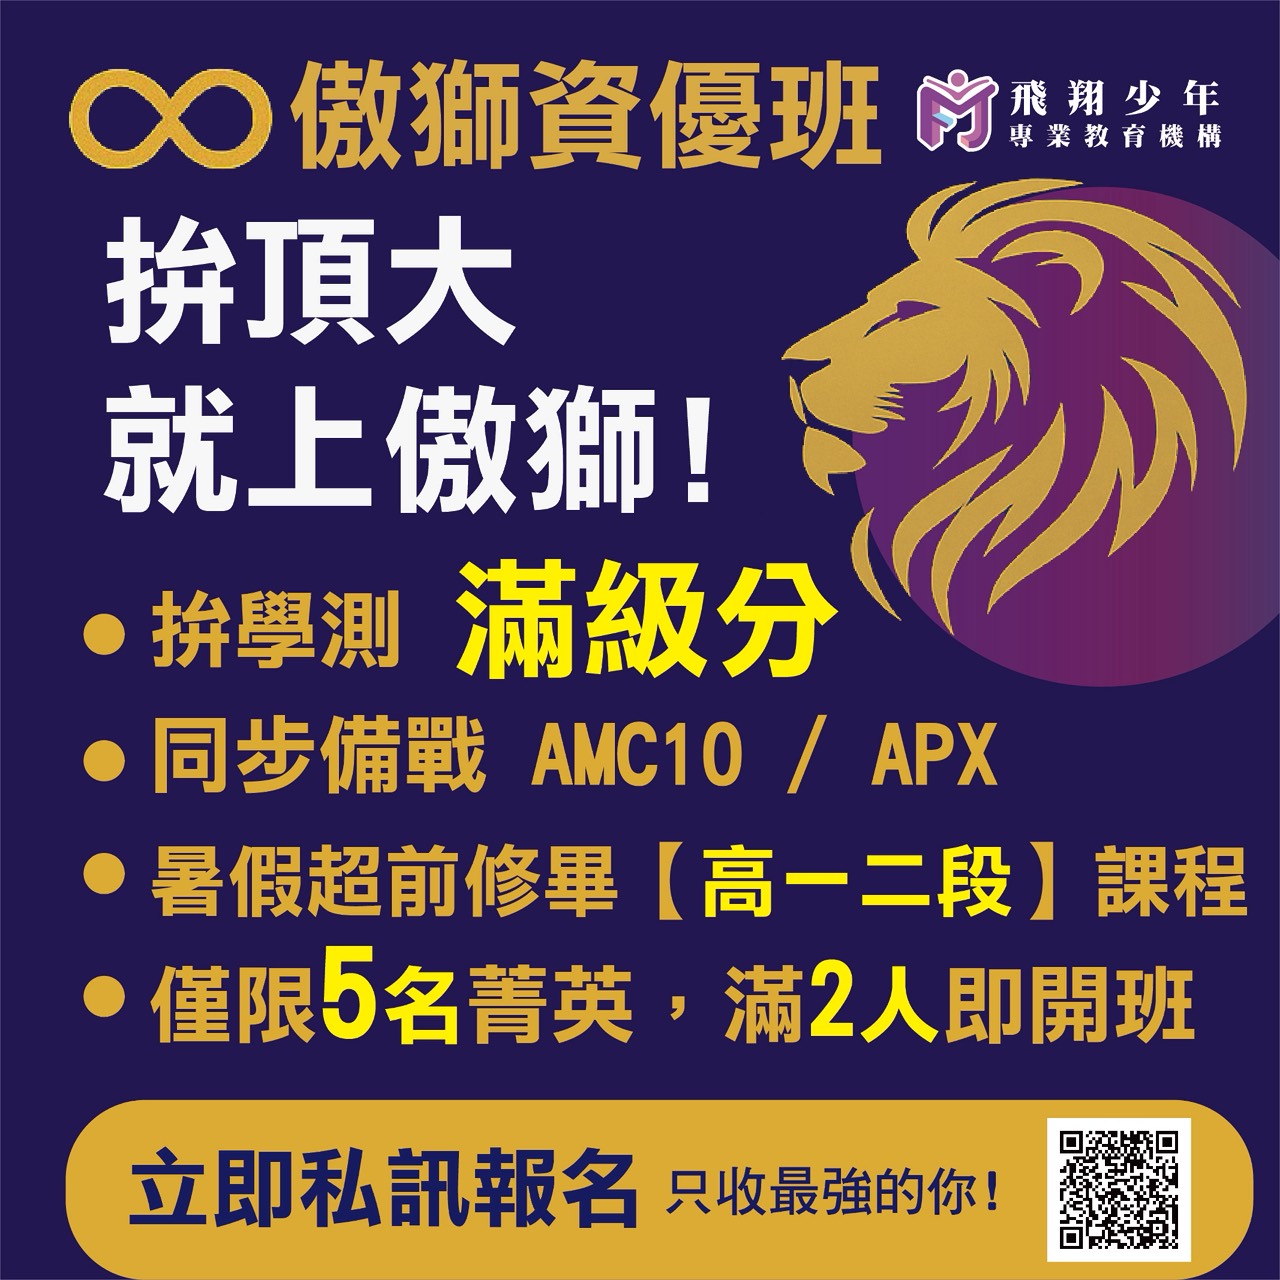 傲獅資優班
飛翔少年
專業教育機構
拚頂大
就上傲獅!
拚學測 滿級分
同步備戰 AMC10 / APX
暑假超前修畢【高一二段】課程
僅限5名菁英，滿2人即開班
立即私訊報名 只收最強的你!